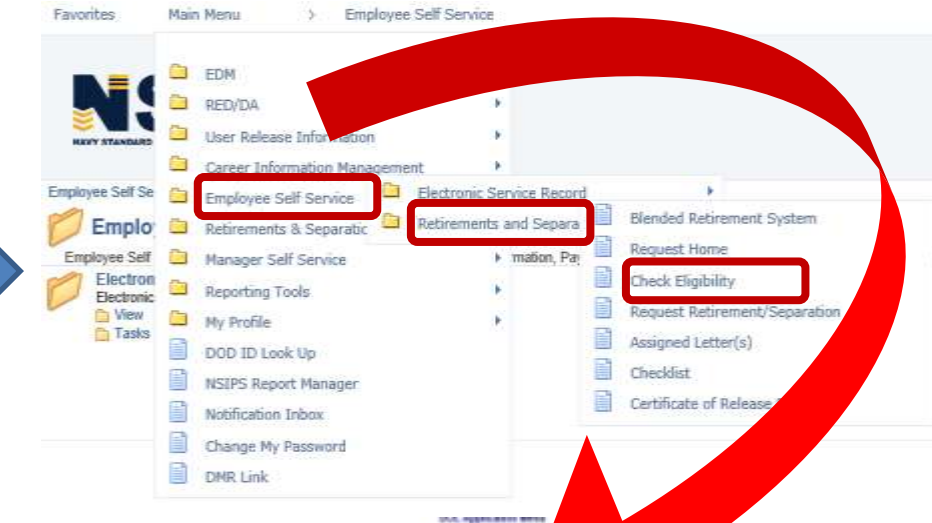 Favorites Main Menu > Employee Self Service
NS
NAVY STANDARD
EDM
RED/DA
User Release Information
Career Information Management
Employee Self Service
Retirements & Separatic
Manager Self Service
Reporting Tools
My Profile
DOD ID Look Up
NSIPS Report Manager
Notification Inbox
Change My Password
DMR Link
Electronic Service Record
Retirements and Separa
Blended Retirement System
Request Home
Check Eligibility
Request Retirement/Separation
Assigned Letter(s)
Checklist
Certificate of Release
Employee Self Se
Emplo
Employee Self
rmation, Pay
Electron
Electronic
View
Tasks